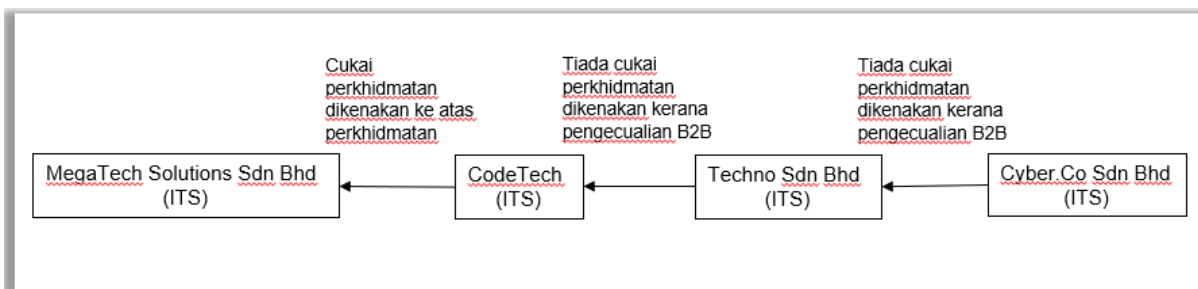 Cukai
perkhidmatan
dikenakan ke atas
perkhidmatan
Tiada cukai
perkhidmatan
dikenakan kerana
pengecualian B2B
Tiada cukai
perkhidmatan
dikenakan kerana
pengecualian B2B
MegaTech Solutions Sdn Bhd
(ITS)
CodeTech
(ITS)
Techno Sdn Bhd
(ITS)
Cyber.Co Sdn Bhd
(ITS)